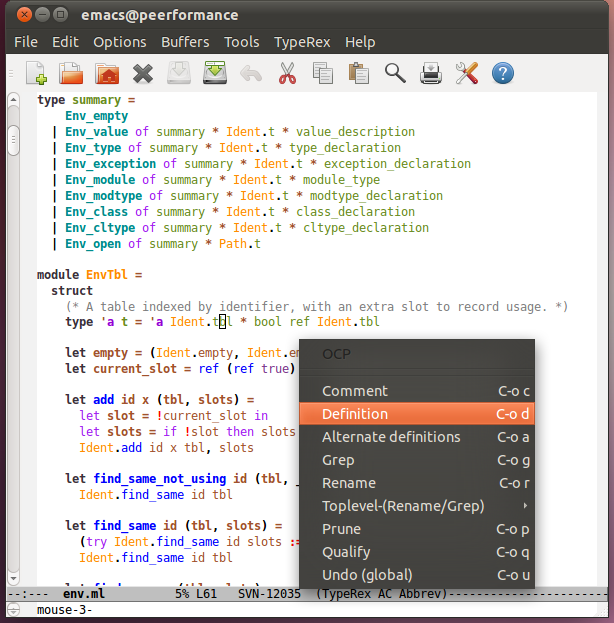 emacs@peerformance
File Edit Options Buffers Tools TypeRex Help
type summary =
Env_empty
| Env_value of summary * Ident.t * value_description
| Env_type of summary * Ident.t * type_declaration
| Env_exception of summary * Ident.t * exception_declaration
| Env_module of summary * Ident.t * module_type
| Env_modtype of summary * Ident.t * modtype_declaration
| Env_class of summary * Ident.t * class_declaration
| Env_cltype of summary * Ident.t * cltype_declaration
| Env_open of summary * Path.t
module EnvTbl =
struct
(* A table indexed by identifier, with an extra slot to record usage. *)
type 'a t = 'a Ident.tbl * bool ref Ident.tbl
let empty = (Ident.empty, Ident.em
let current_slot = ref (ref true)
let add id x (tbl, slots) =
let slot = !current_slot in
let slots = if !slot then slots
Ident.add id x tbl, slots
let find_same_not_using id (tbl, _
Ident.find_same id tbl
let find_same id (tbl, slots) =
(try Ident.find_same id slots :=
Ident.find_same id tbl
OCP
Comment C-o c
Definition C-o d
Alternate definitions C-o a
Grep C-o g
Rename C-o r
Toplevel-(Rename/Grep)
Prune C-o p
Qualify C-o q
Undo (global) C-o u
--:--- env.ml 5% L61 SVN-12035 (TypeRex AC Abbrev)-----------------------
mouse-3-